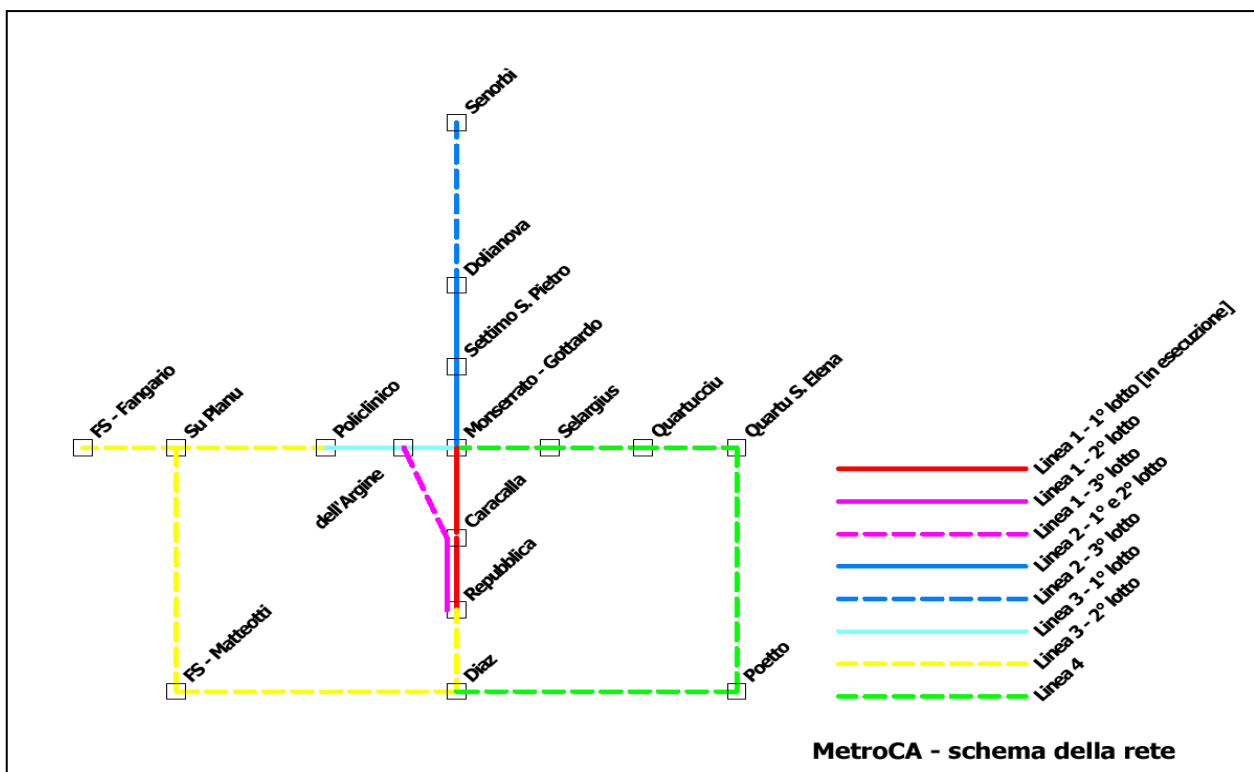 Senorbì
Dolianova
Settimo S. Pietro
FS - Fangario
Su Planu
Policlinico
Monserrato - Gottardo
Selargius
Quartucciu
Quartu S. Elena
dell'Argine
Caracalla
Repubblica
FS - Matteotti
Diaz
Poetto
Linea 1 - 1° lotto [in esecuzione]
Linea 1 - 2° lotto
Linea 1 - 3° lotto
Linea 2 - 1° e 2° lotto
Linea 2 - 3° lotto
Linea 3 - 1° lotto
Linea 3 - 2° lotto
Linea 4
MetroCA - schema della rete